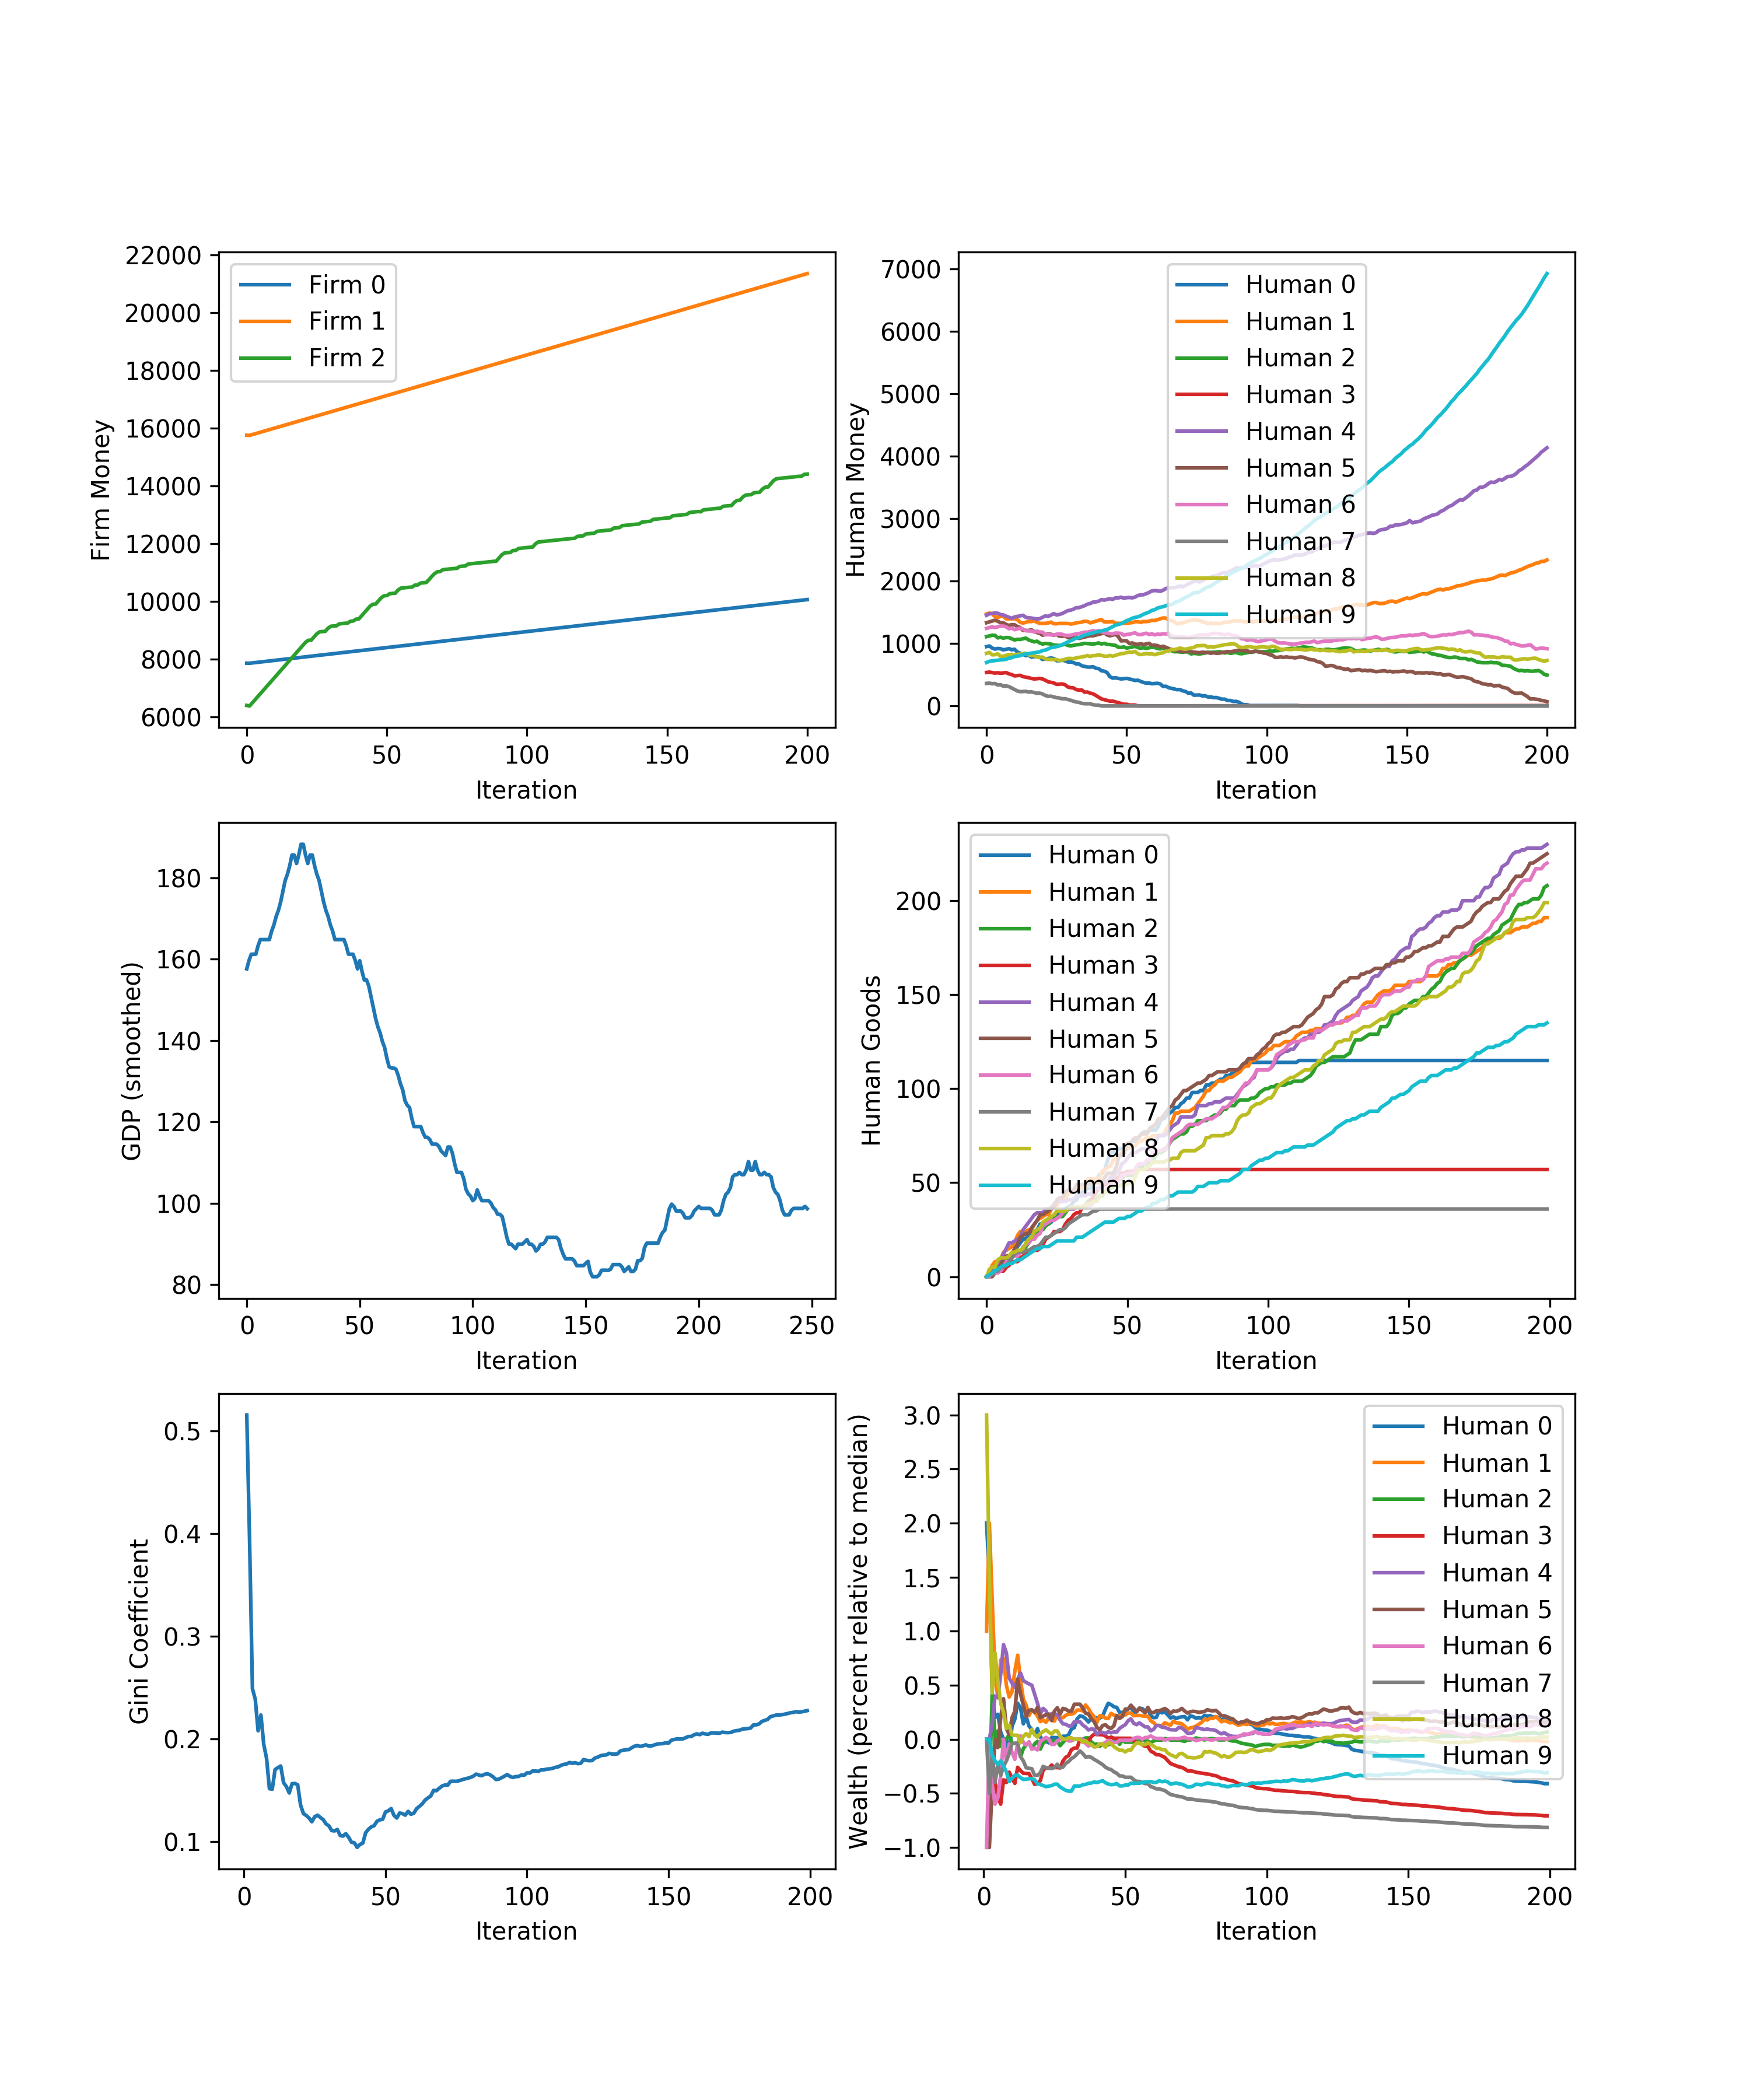 22000
20000
18000
16000
14000
12000
10000
8000
6000
Firm Money
Firm 0
Firm 1
Firm 2
0 50 100 150 200
Iteration
7000
6000
5000
4000
3000
2000
1000
0
Human Money
Human 0
Human 1
Human 2
Human 3
Human 4
Human 5
Human 6
Human 7
Human 8
Human 9
0 50 100 150 200
Iteration
180
160
140
120
100
80
GDP (smoothed)
0 50 100 150 200 250
Iteration
200
150
100
50
0
Human Goods
Human 0
Human 1
Human 2
Human 3
Human 4
Human 5
Human 6
Human 7
Human 8
Human 9
0 50 100 150 200
Iteration
0.5
0.4
0.3
0.2
0.1
Gini Coefficient
0 50 100 150 200
Iteration
3.0
2.5
2.0
1.5
1.0
0.5
0.0
−0.5
−1.0
Wealth (percent relative to median)
Human 0
Human 1
Human 2
Human 3
Human 4
Human 5
Human 6
Human 7
Human 8
Human 9
0 50 100 150 200
Iteration